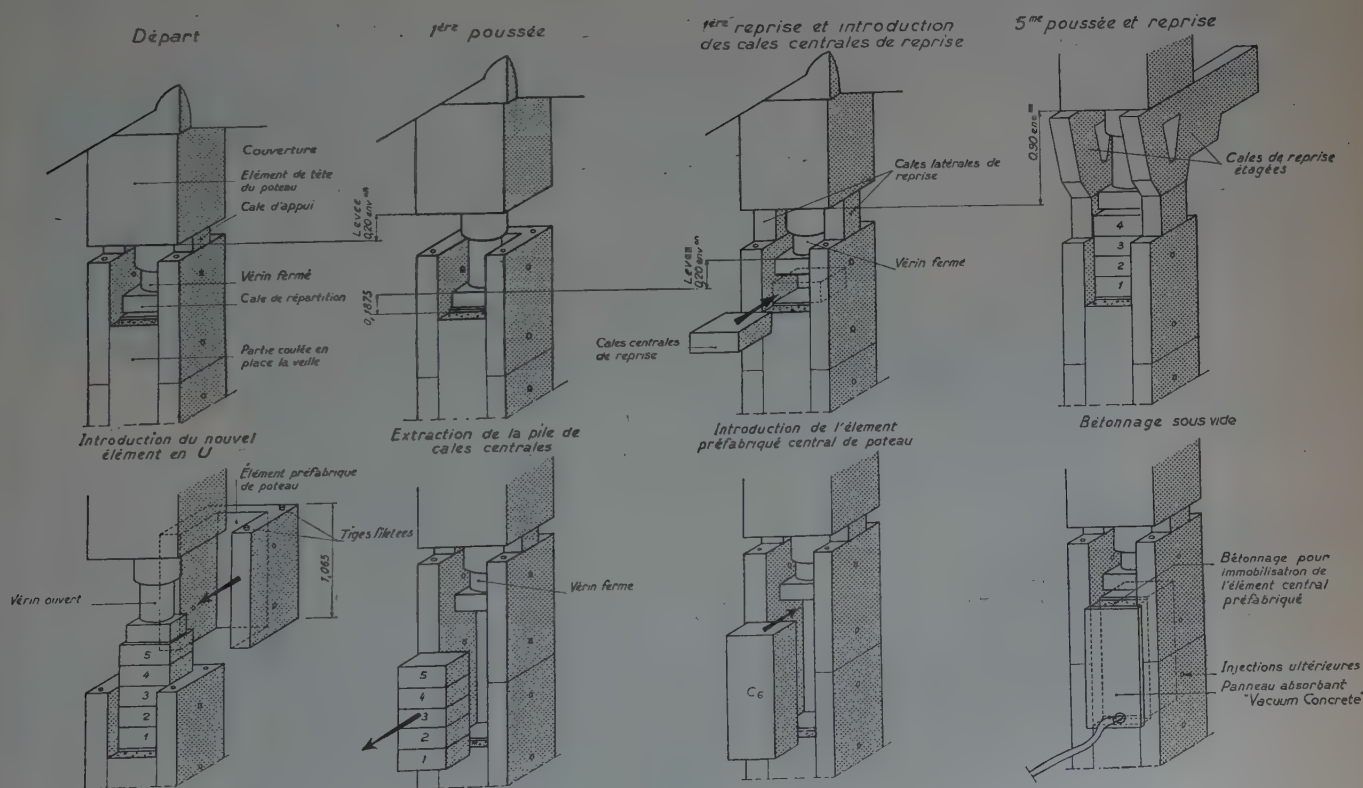 Départ
Couverture
Elément de tête
du poteau
Cale d'appui
Vérin fermé
Cale de répartition
Partie coulée en
place la veille
1ère poussée
Levée
0,20 env
0,1875
1ère reprise et introduction
des cales centrales de reprise
Cales latérales de
reprise
Levée
0,20 env
Vérin fermé
Cales centrales
de reprise
5me poussée et reprise
0,90 env
Cales de reprise
étagées
4
3
2
1
Introduction du nouvel
élément en U
Élément préfabriqué
de poteau
Tiges filetées
1,065
Vérin ouvert
5
4
3
2
1
Extraction de la pile de
cales centrales
Vérin fermé
5
4
3
2
1
Introduction de l'élément
préfabriqué central de poteau
C6
Bétonnage sous vide
Bétonnage pour
immobilisation de
l'élément central
préfabriqué
Injections ultérieures
Panneau absorbant
"Vacuum Concrete"